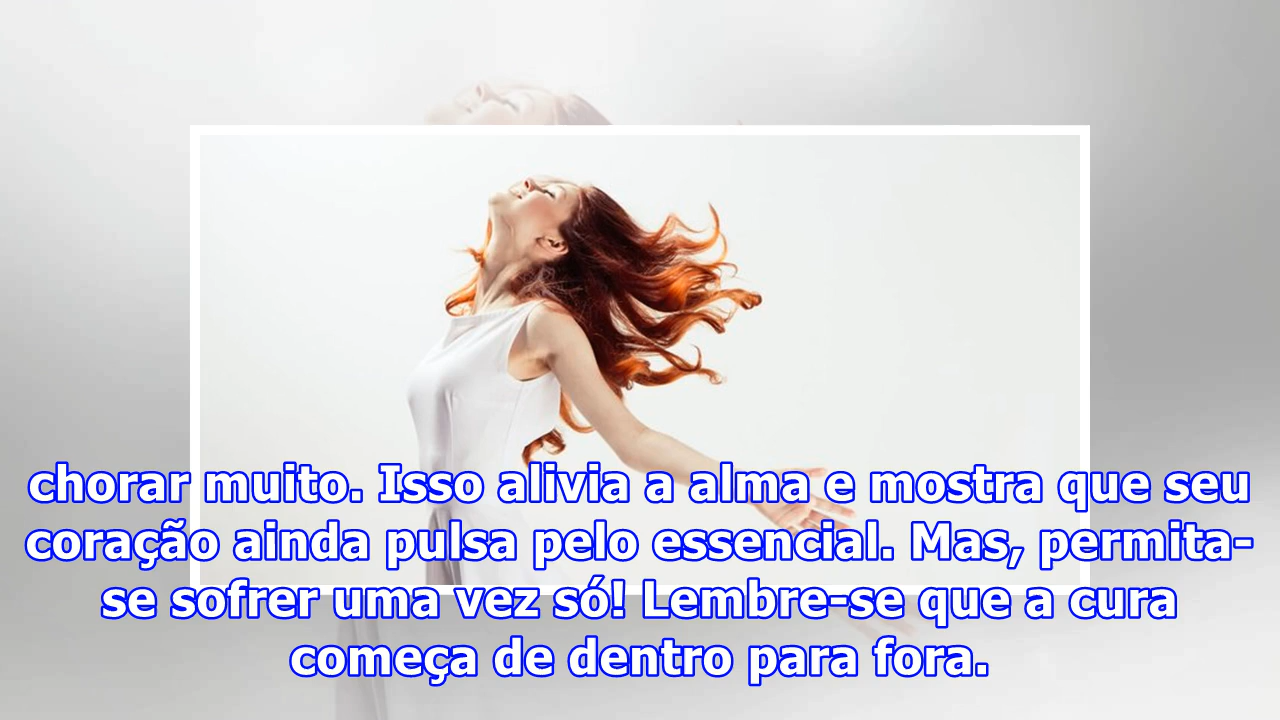 chorar muito. Isso alivia a alma e mostra que seu
coração ainda pulsa pelo essencial. Mas, permita-
se sofrer uma vez só! Lembre-se que a cura
começa de dentro para fora.